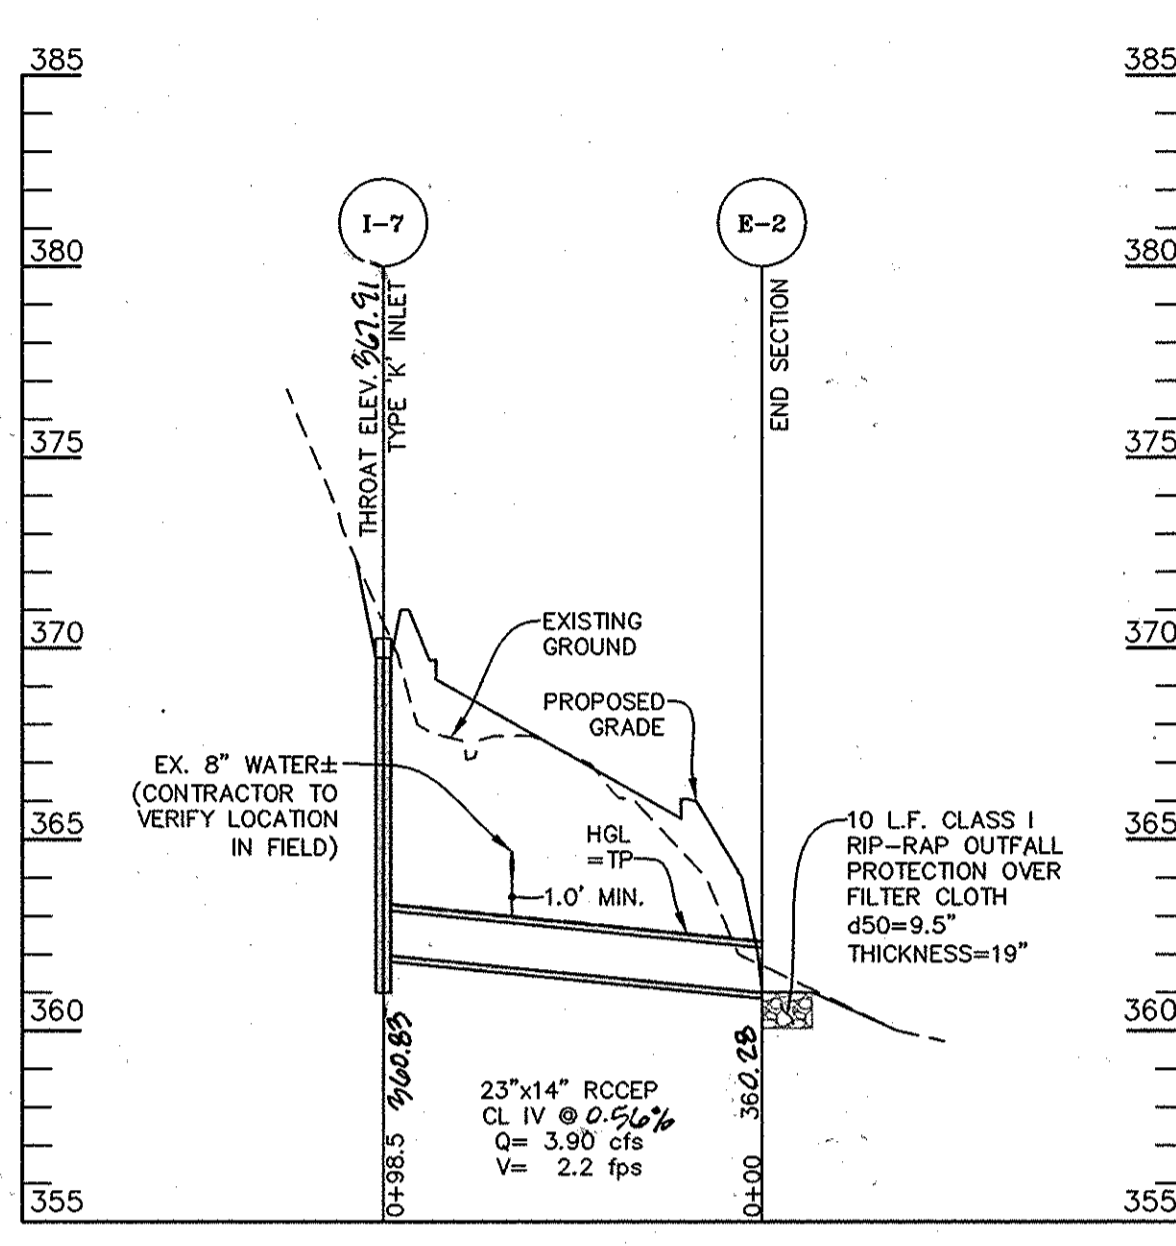 385
385
I-7
E-2
380
380
THROAT ELEV. 367.91
TYPE 'K' INLET
END SECTION
375
375
EXISTING
GROUND
370
370
PROPOSED
GRADE
EX. 8" WATER±
(CONTRACTOR TO
VERIFY LOCATION
IN FIELD)
HGL
=TP
1.0' MIN.
365
365
10 L.F. CLASS I
RIP-RAP OUTFALL
PROTECTION OVER
FILTER CLOTH
d50=9.5"
THICKNESS=19"
360
360
0+98.5 360.83
23"x14" RCCEP
CL IV @ 0.56%
Q= 3.90 cfs
V= 2.2 fps
0+00 360.28
355
355